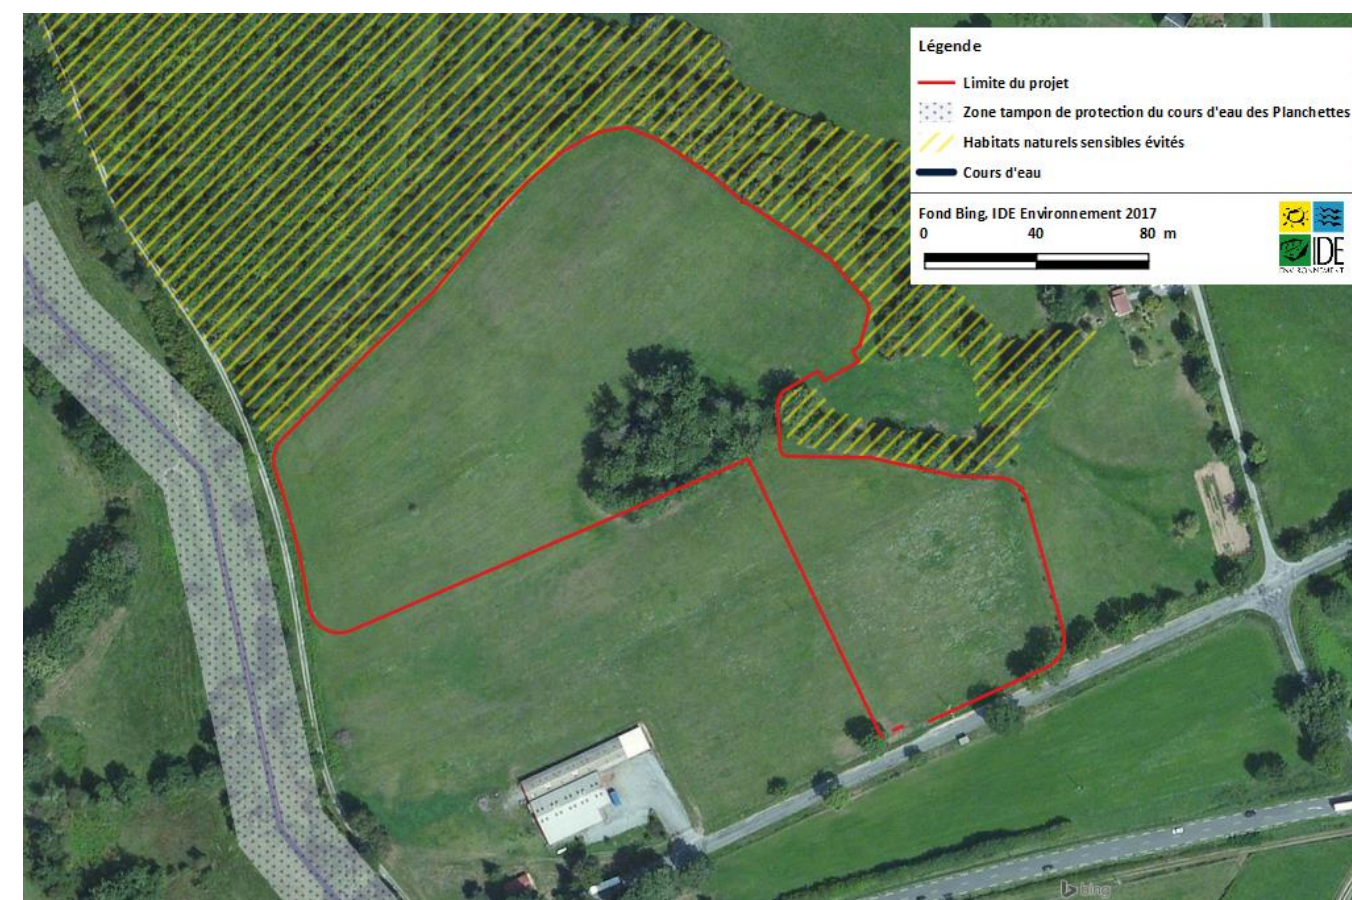 Légende
Limite du projet
Zone tampon de protection du cours d'eau des Planchettes
Habitats naturels sensibles évités
Cours d'eau
Fond Bing, IDE Environnement 2017
0 40 80 m
IDE
ENVIRONNEMENT
bing